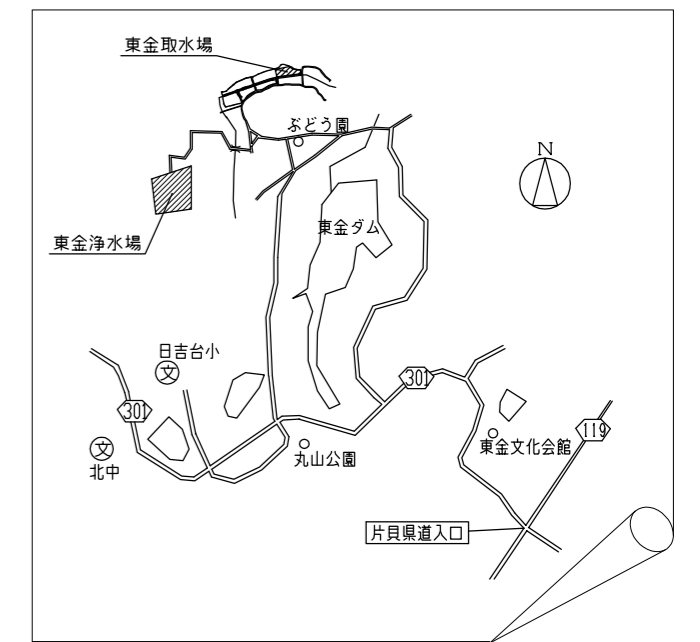 東金取水場
ぶどう園
N
東金浄水場
東金ダム
日吉台小
文
301
301
119
文
北中
丸山公園
東金文化会館
片貝県道入口